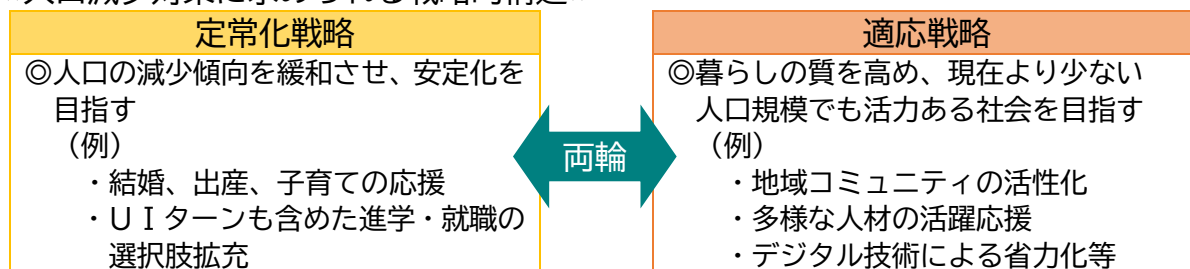 定常化戦略
◎人口の減少傾向を緩和させ、安定化を
目指す
（例）
・結婚、出産、子育ての応援
・ＵＩターンも含めた進学・就職の
選択肢拡充
両輪
適応戦略
◎暮らしの質を高め、現在より少ない
人口規模でも活力ある社会を目指す
（例）
・地域コミュニティの活性化
・多様な人材の活躍応援
・デジタル技術による省力化等